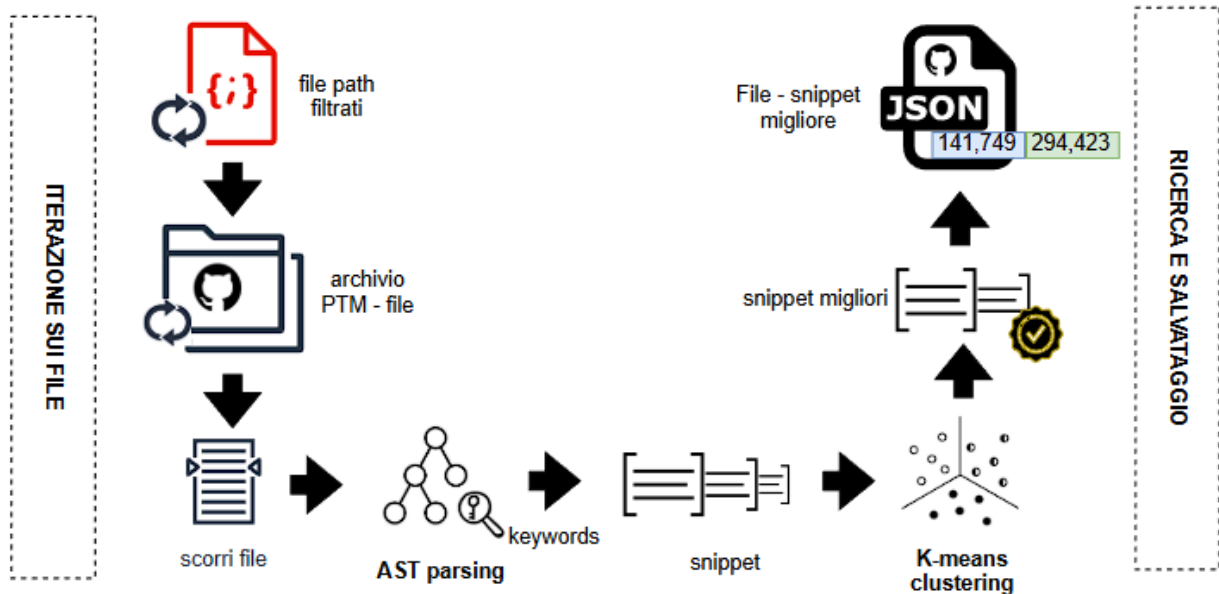 ITERAZIONE SUI FILE
{;}
file path
filtrati
archivio
PTM - file
scorri file
AST parsing
keywords
snippet
K-means
clustering
snippet migliori
File - snippet
migliore
JSON
141,749 294,423
RICERCA E SALVATAGGIO